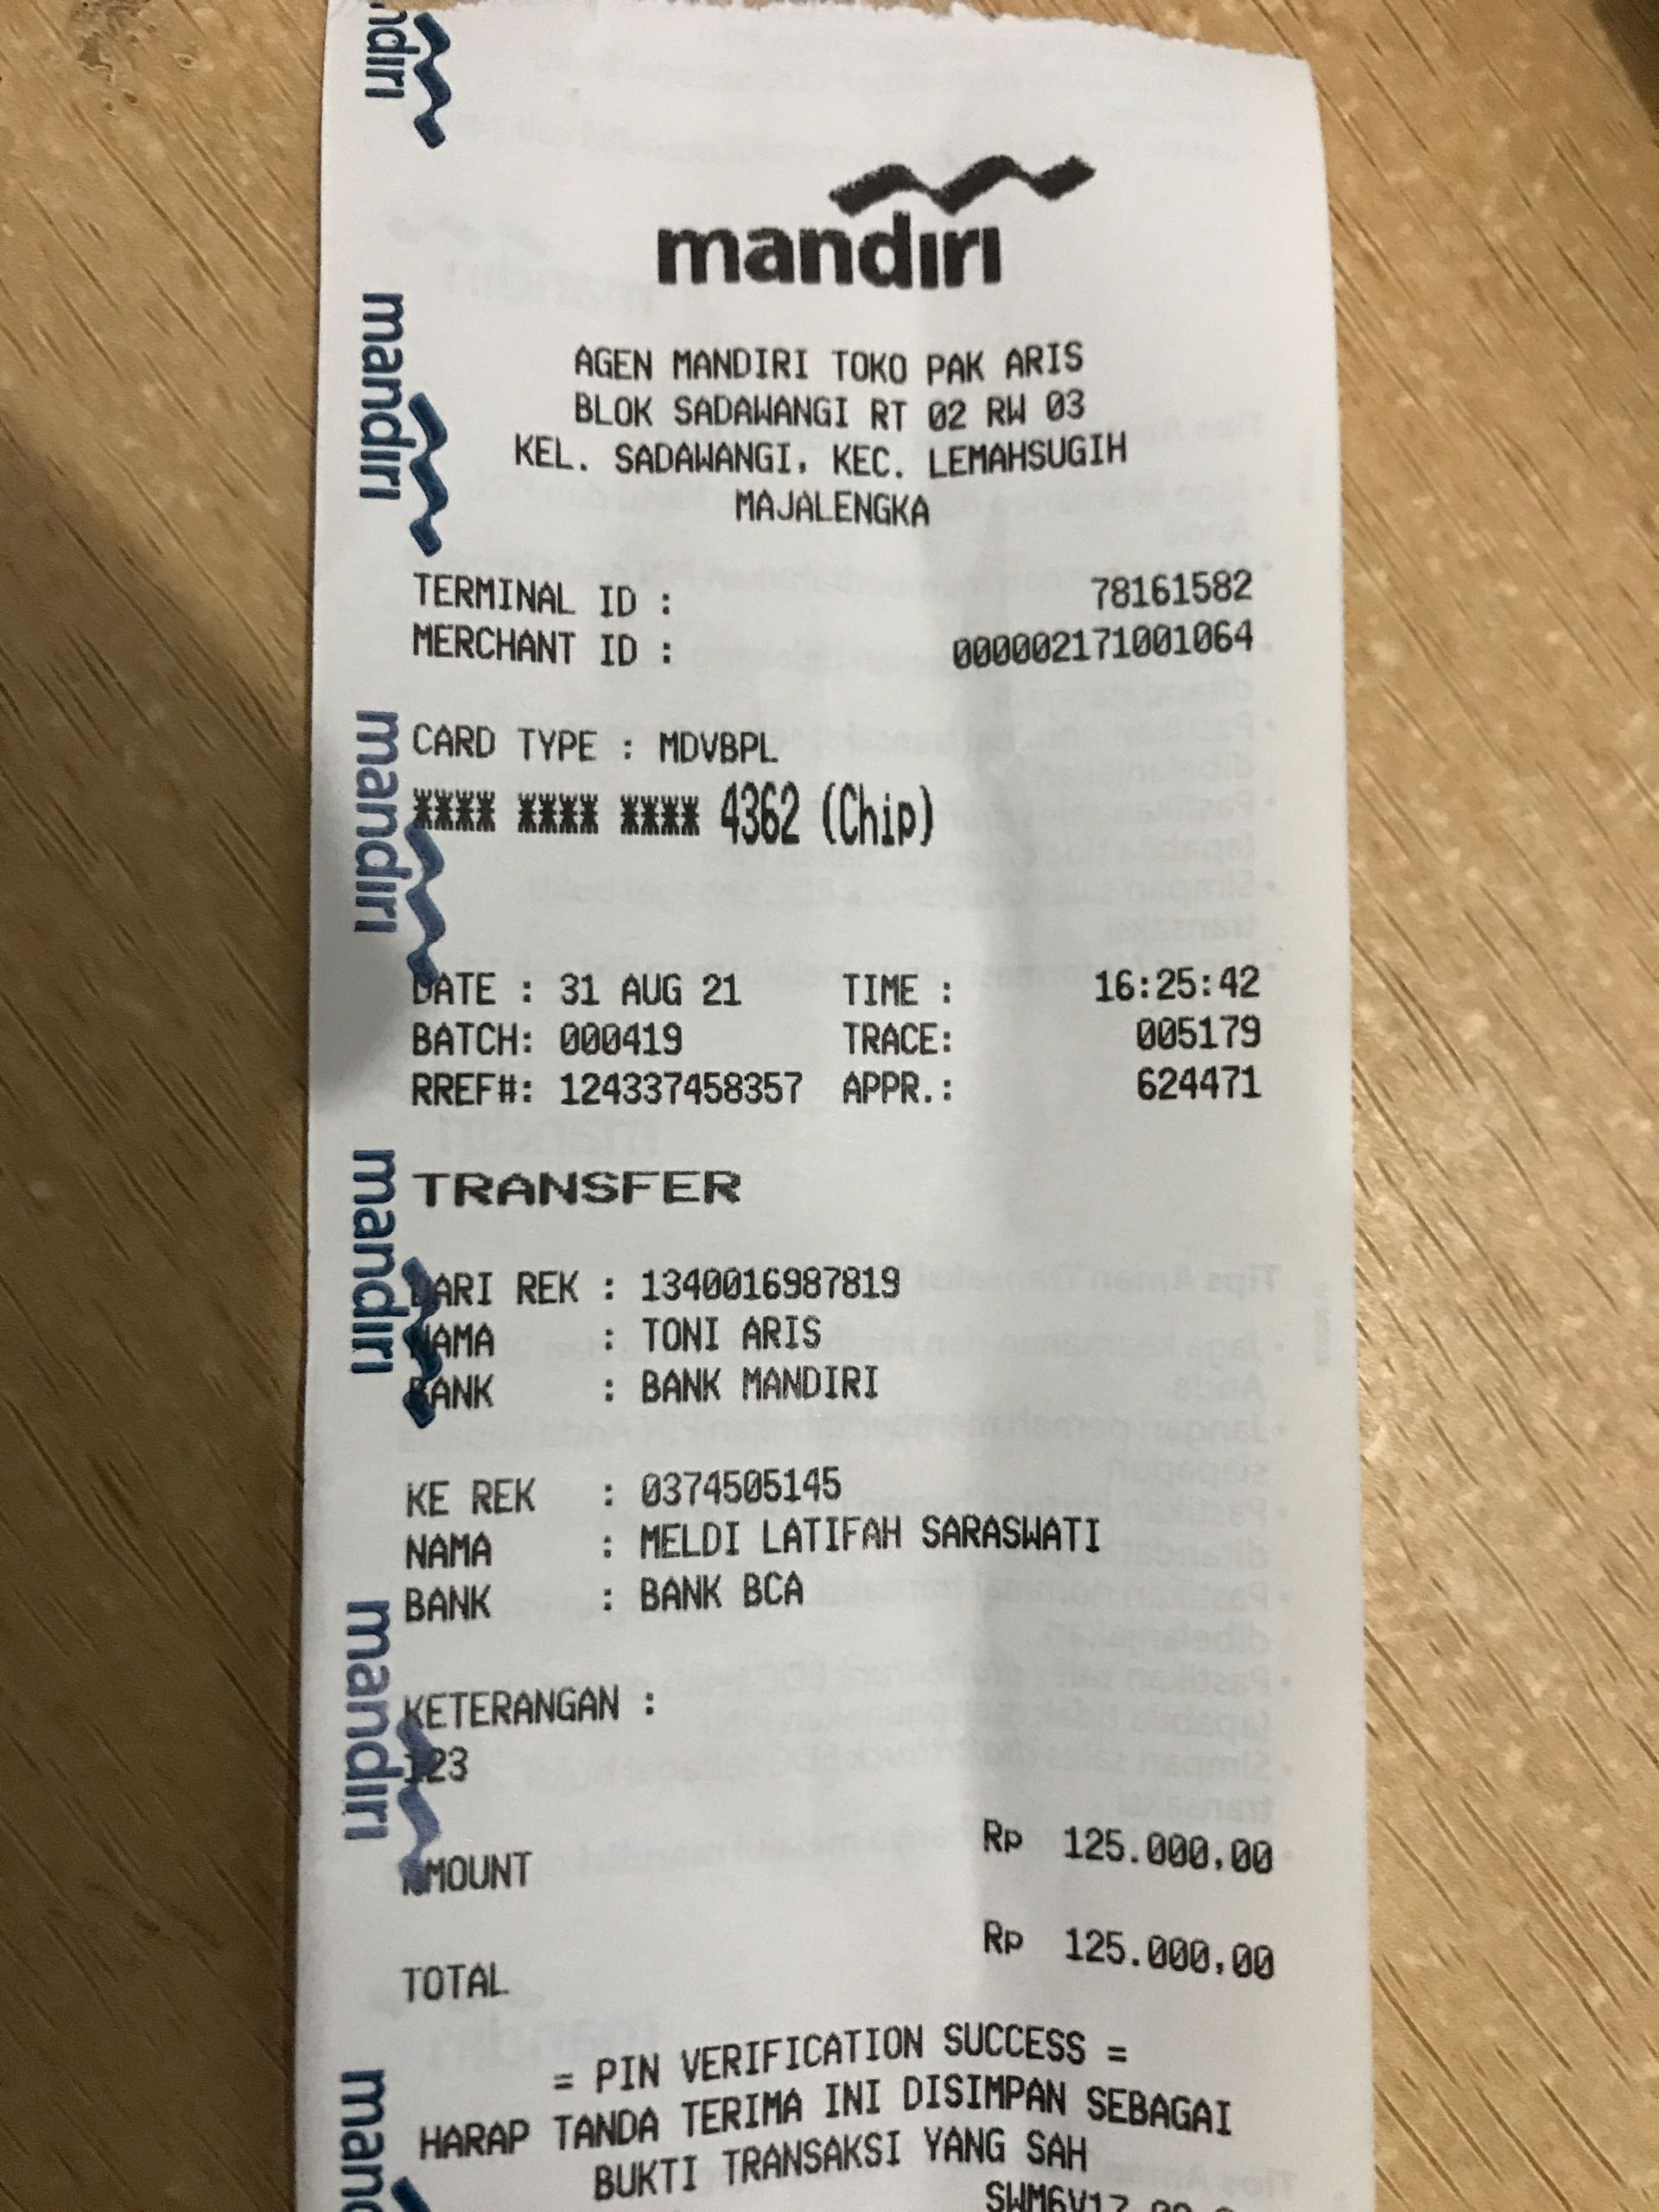 mandiri
AGEN MANDIRI TOKO PAK ARIS
BLOK SADAWANGI RT 02 RW 03
KEL. SADAWANGI, KEC. LEMAHSUGIH
MAJALENGKA
TERMINAL ID : 78161582
MERCHANT ID : 000002171001064
CARD TYPE : MDVBPL
**** **** **** 4362 (Chip)
DATE : 31 AUG 21 TIME : 16:25:42
BATCH: 000419 TRACE: 005179
RREF#: 124337458357 APPR.: 624471
TRANSFER
DARI REK : 1340016987819
NAMA : TONI ARIS
BANK : BANK MANDIRI
KE REK : 0374505145
NAMA : MELDI LATIFAH SARASWATI
BANK : BANK BCA
KETERANGAN :
123
AMOUNT Rp 125.000,00
TOTAL Rp 125.000,00
= PIN VERIFICATION SUCCESS =
HARAP TANDA TERIMA INI DISIMPAN SEBAGAI
BUKTI TRANSAKSI YANG SAH
mandiri
mandiri
mandiri
mandiri